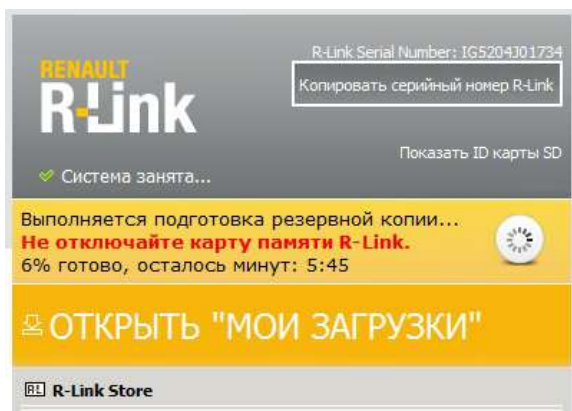 R-Link Serial Number: IG5204J01734
Копировать серийный номер R-Link
RENAULT
R-Link
Показать ID карты SD
Система занята...
Выполняется подготовка резервной копии...
Не отключайте карту памяти R-Link.
6% готово, осталось минут: 5:45
ОТКРЫТЬ "МОИ ЗАГРУЗКИ"
RL R-Link Store